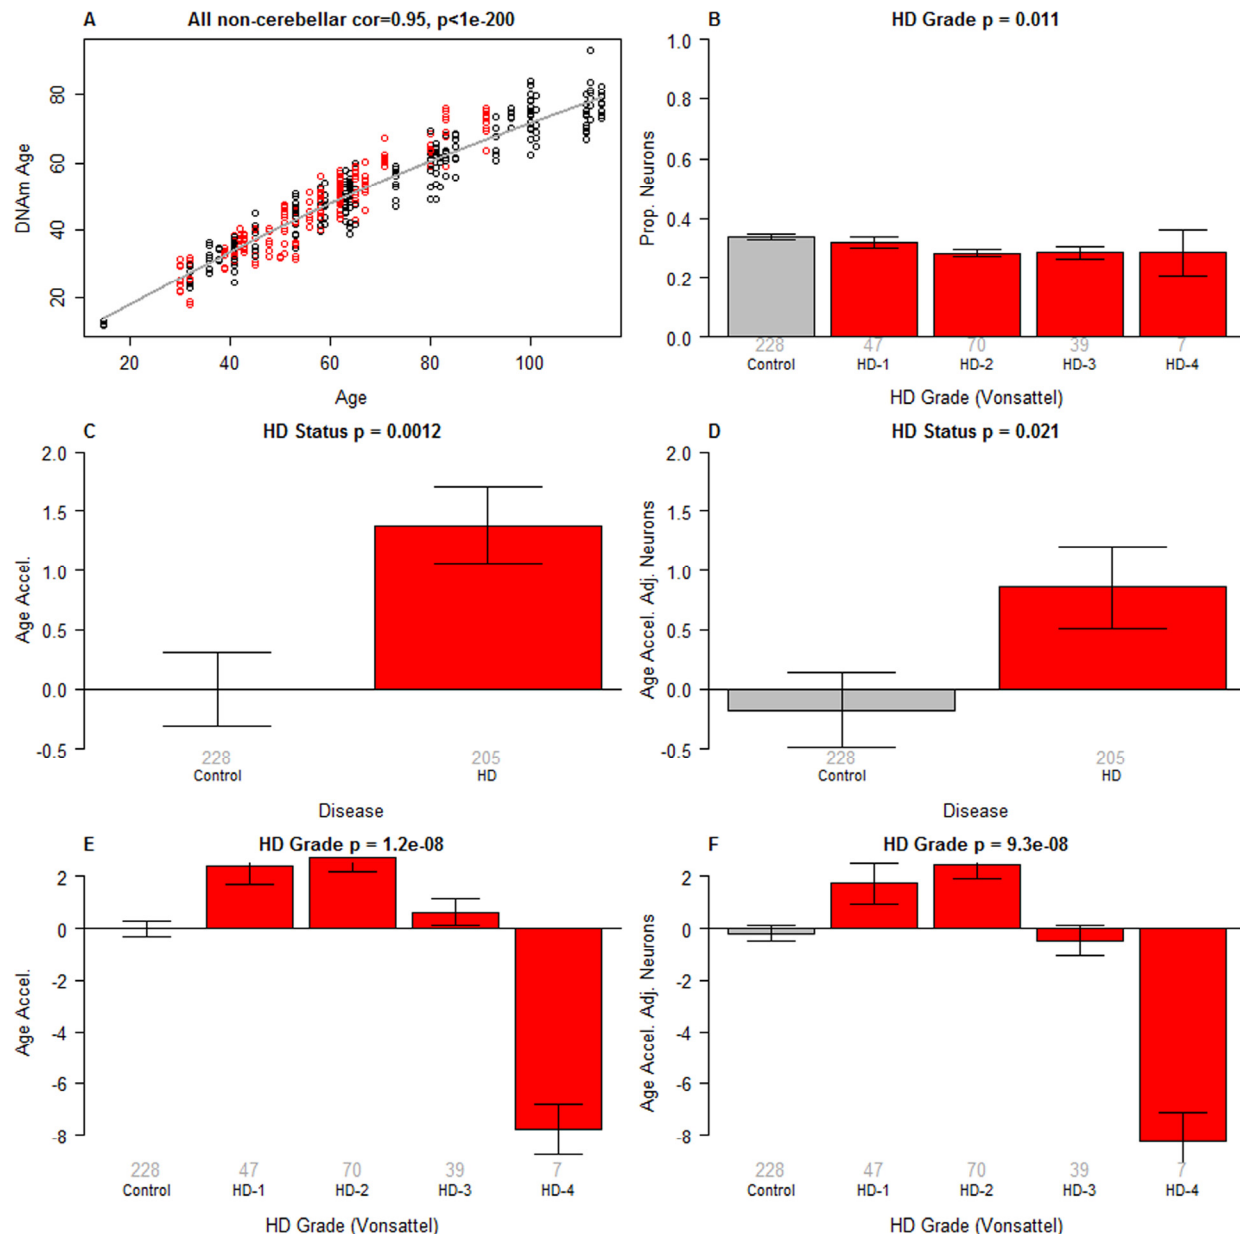 A All non-cerebellar cor=0.95, p<1e-200
DNAm Age
80
60
40
20
20 40 60 80 100
Age
B HD Grade p = 0.011
Prop. Neurons
1.0
0.8
0.6
0.4
0.2
0.0
228 47 70 39 7
Control HD-1 HD-2 HD-3 HD-4
HD Grade (Vonsattel)
C HD Status p = 0.0012
Age Accel.
2.0
1.5
1.0
0.5
0.0
-0.5
228 205
Control HD
Disease
D HD Status p = 0.021
Age Accel. Adj. Neurons
2.0
1.5
1.0
0.5
0.0
-0.5
228 205
Control HD
Disease
E HD Grade p = 1.2e-08
Age Accel.
2
0
-2
-4
-6
-8
228 47 70 39 7
Control HD-1 HD-2 HD-3 HD-4
HD Grade (Vonsattel)
F HD Grade p = 9.3e-08
Age Accel. Adj. Neurons
2
0
-2
-4
-6
-8
228 47 70 39 7
Control HD-1 HD-2 HD-3 HD-4
HD Grade (Vonsattel)